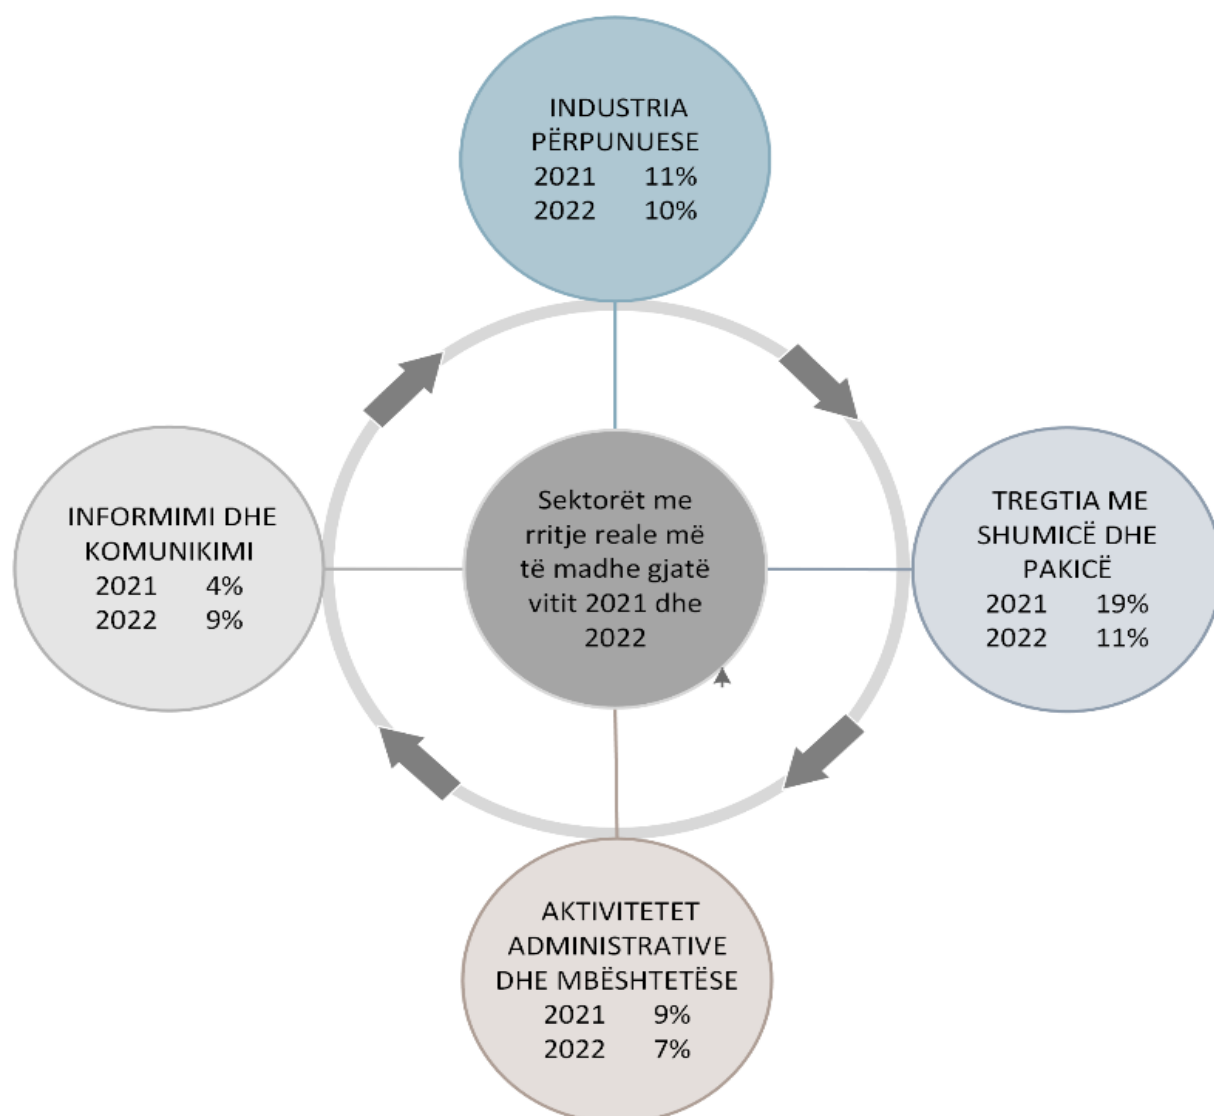 INDUSTRIA
PËRPUNUESE
2021 11%
2022 10%
INFORMIMI DHE
KOMUNIKIMI
2021 4%
2022 9%
Sektorët me
rritje reale më
të madhe gjatë
vitit 2021 dhe
2022
TREGTIA ME
SHUMICË DHE
PAKICË
2021 19%
2022 11%
AKTIVITETET
ADMINISTRATIVE
DHE MBËSHTETËSE
2021 9%
2022 7%